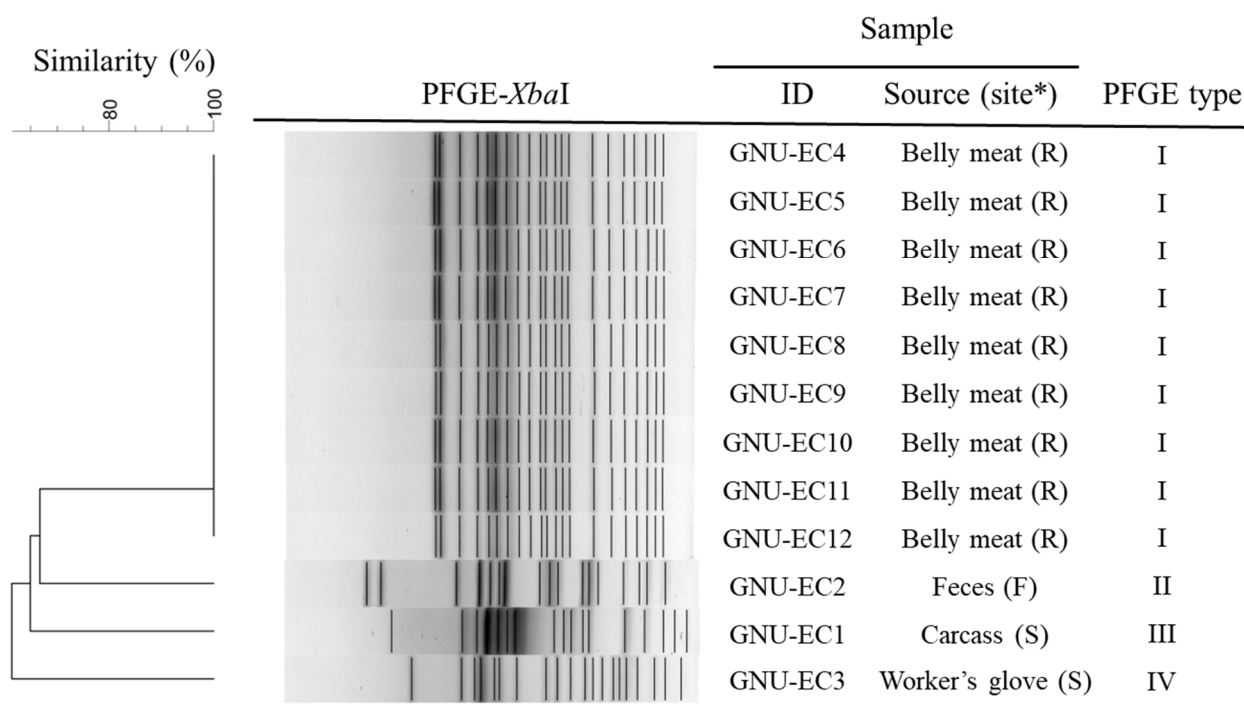 Sample
Similarity (%)
80
100
PFGE-XbaI
ID
Source (site*)
PFGE type
GNU-EC4 Belly meat (R) I
GNU-EC5 Belly meat (R) I
GNU-EC6 Belly meat (R) I
GNU-EC7 Belly meat (R) I
GNU-EC8 Belly meat (R) I
GNU-EC9 Belly meat (R) I
GNU-EC10 Belly meat (R) I
GNU-EC11 Belly meat (R) I
GNU-EC12 Belly meat (R) I
GNU-EC2 Feces (F) II
GNU-EC1 Carcass (S) III
GNU-EC3 Worker’s glove (S) IV